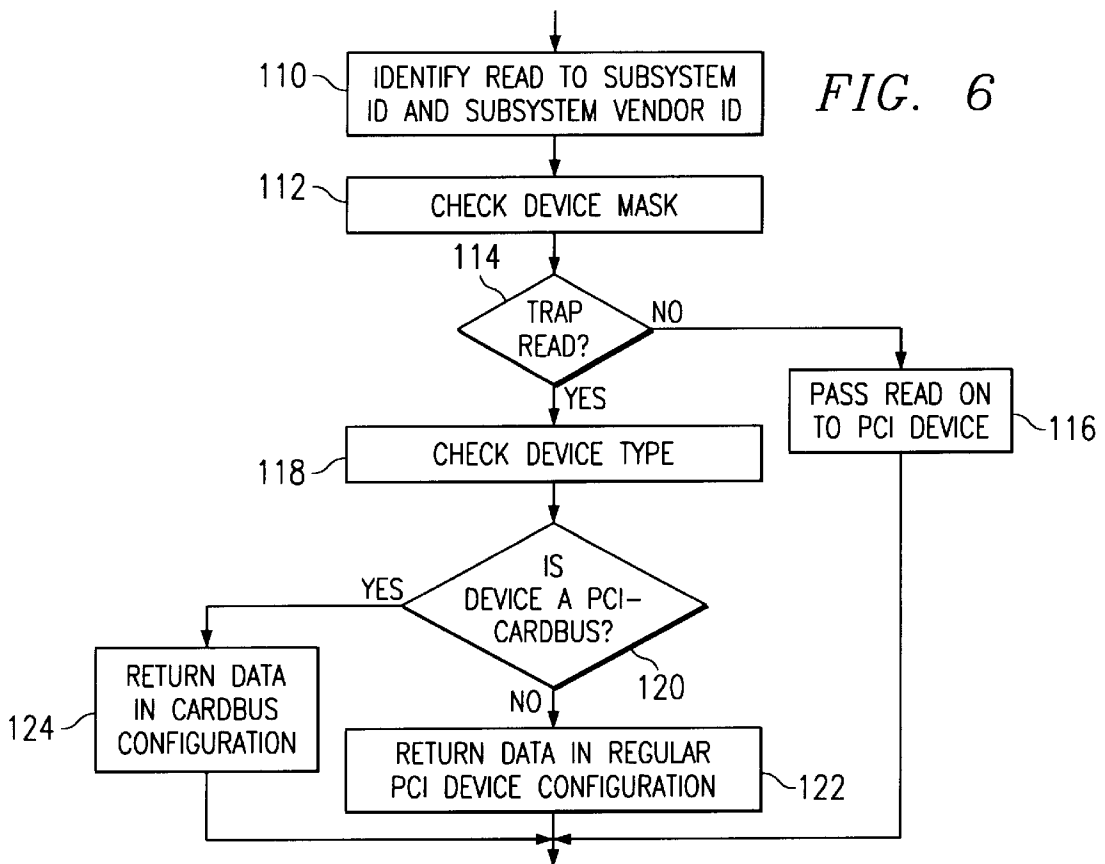 110
IDENTIFY READ TO SUBSYSTEM
ID AND SUBSYSTEM VENDOR ID
FIG. 6
112
CHECK DEVICE MASK
114
TRAP
READ?
NO
YES
PASS READ ON
TO PCI DEVICE
116
118
CHECK DEVICE TYPE
IS
DEVICE A PCI-
CARDBUS?
YES
120
NO
124
RETURN DATA
IN CARDBUS
CONFIGURATION
RETURN DATA IN REGULAR
PCI DEVICE CONFIGURATION
122